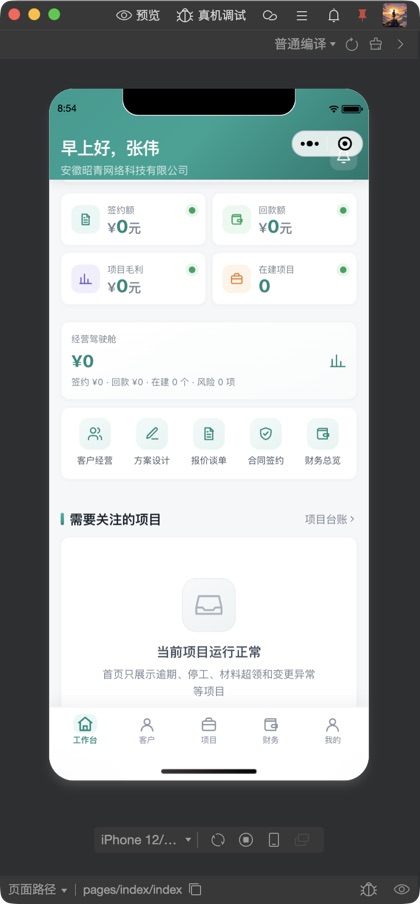 预览 真机调试
普通编译
8:54
早上好，张伟
安徽昭青网络科技有限公司
签约额
¥0元
回款额
¥0元
项目毛利
¥0元
在建项目
0
经营驾驶舱
¥0
签约 ¥0 · 回款 ¥0 · 在建 0 个 · 风险 0 项
客户经营 方案设计 报价谈单 合同签约 财务总览
需要关注的项目 项目台账
当前项目运行正常
首页只展示逾期、停工、材料超领和变更异常
等项目
工作台 客户 项目 财务 我的
iPhone 12/...
页面路径 pages/index/index